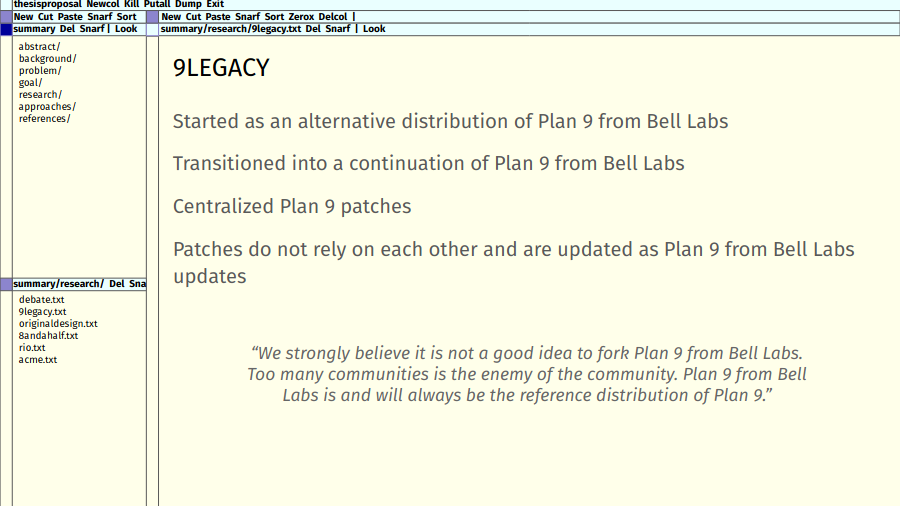 thesisproposal Newcol Kill Putall Dump Exit
New Cut Paste Snarf Sort
summary Del Snarf | Look
abstract/
background/
problem/
goal/
research/
approaches/
references/
summary/research/ Del Sna
debate.txt
9legacy.txt
originaldesign.txt
8andahalf.txt
rio.txt
acme.txt
New Cut Paste Snarf Sort Zerox Delcol |
summary/research/9legacy.txt Del Snarf | Look
9LEGACY
Started as an alternative distribution of Plan 9 from Bell Labs
Transitioned into a continuation of Plan 9 from Bell Labs
Centralized Plan 9 patches
Patches do not rely on each other and are updated as Plan 9 from Bell Labs
updates
“We strongly believe it is not a good idea to fork Plan 9 from Bell Labs.
Too many communities is the enemy of the community. Plan 9 from Bell
Labs is and will always be the reference distribution of Plan 9.”